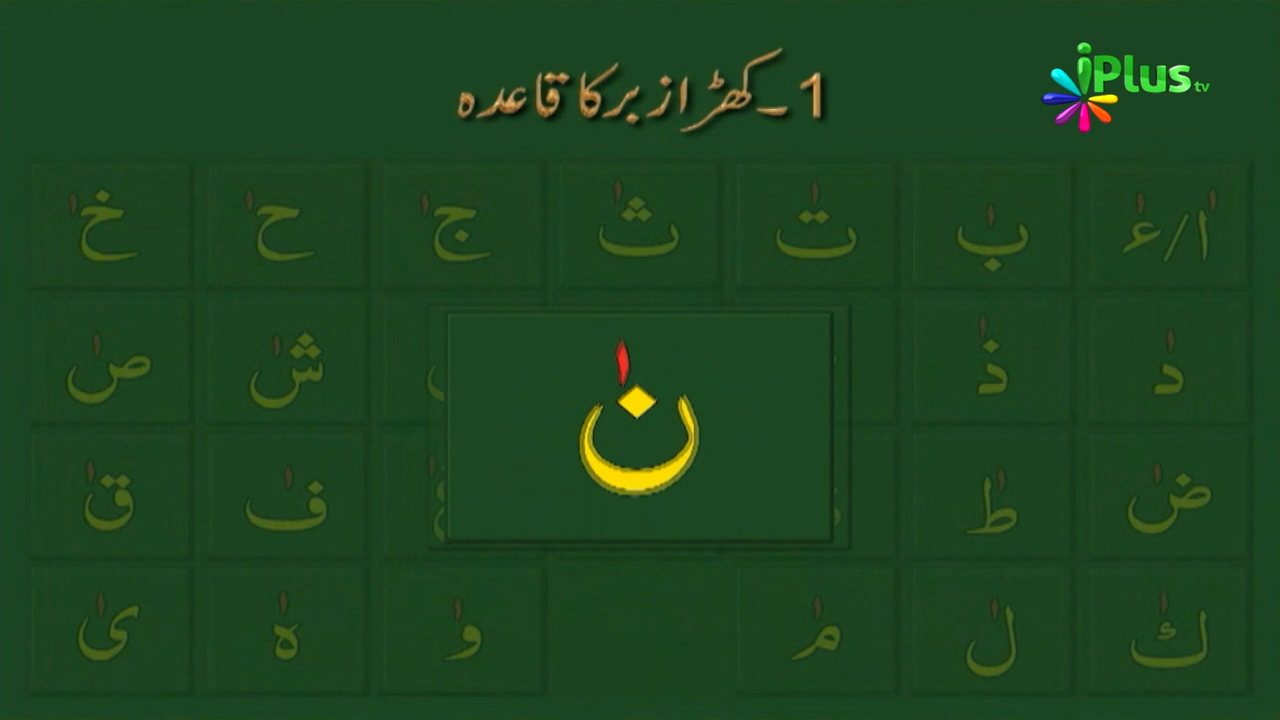 1۔کھڑا زبر کا قاعدہ
iPlus tv
اٰ/ءٰ بٰ تٰ ثٰ جٰ حٰ خٰ
دٰ ذٰ شٰ صٰ
نٰ
ضٰ طٰ فٰ قٰ
كٰ لٰ مٰ وٰ هٰ یٰ